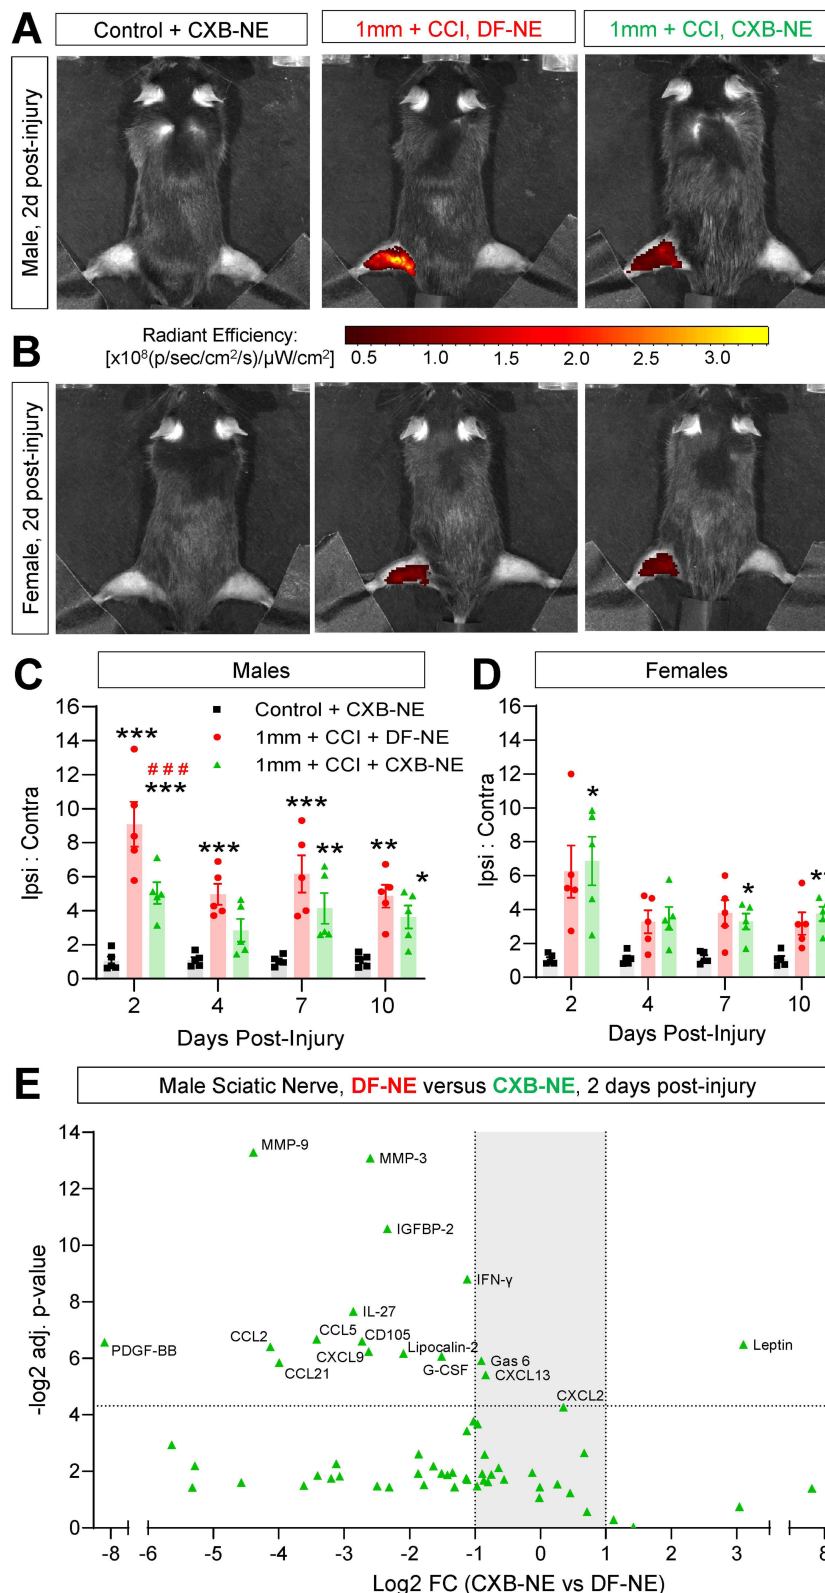 A
Control + CXB-NE
1mm + CCI, DF-NE
1mm + CCI, CXB-NE
Male, 2d post-injury
Radiant Efficiency:
[x10⁸(p/sec/cm²/s)/µW/cm²]
0.5 1.0 1.5 2.0 2.5 3.0
B
Female, 2d post-injury
C
Males
Control + CXB-NE
1mm + CCI + DF-NE
1mm + CCI + CXB-NE
***
###
***
***
***
**
**
*
16
14
12
10
8
6
4
2
0
Ipsi : Contra
2 4 7 10
Days Post-Injury
D
Females
*
*
**
16
14
12
10
8
6
4
2
0
Ipsi : Contra
2 4 7 10
Days Post-Injury
E
Male Sciatic Nerve, DF-NE versus CXB-NE, 2 days post-injury
14
12
10
8
6
4
2
0
-log2 adj. p-value
MMP-9
MMP-3
IGFBP-2
IFN-γ
IL-27
PDGF-BB
CCL2
CCL5
CD105
CCL21
CXCL9
Lipocalin-2
G-CSF
Gas 6
CXCL13
CXCL2
Leptin
-8 -6 -5 -4 -3 -2 -1 0 1 2 3 8
Log2 FC (CXB-NE vs DF-NE)